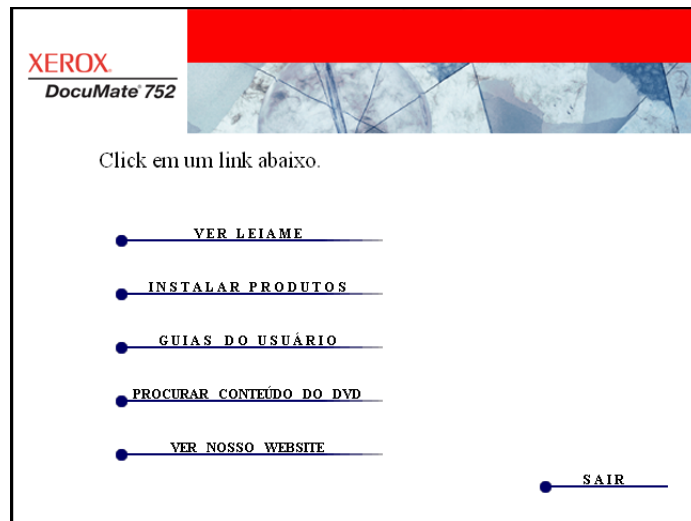 XEROX.
DocuMate® 752
Click em um link abaixo.
VER LEIAME
INSTALAR PRODUTOS
GUIAS DO USUÁRIO
PROCURAR CONTEÚDO DO DVD
VER NOSSO WEBSITE
SAIR